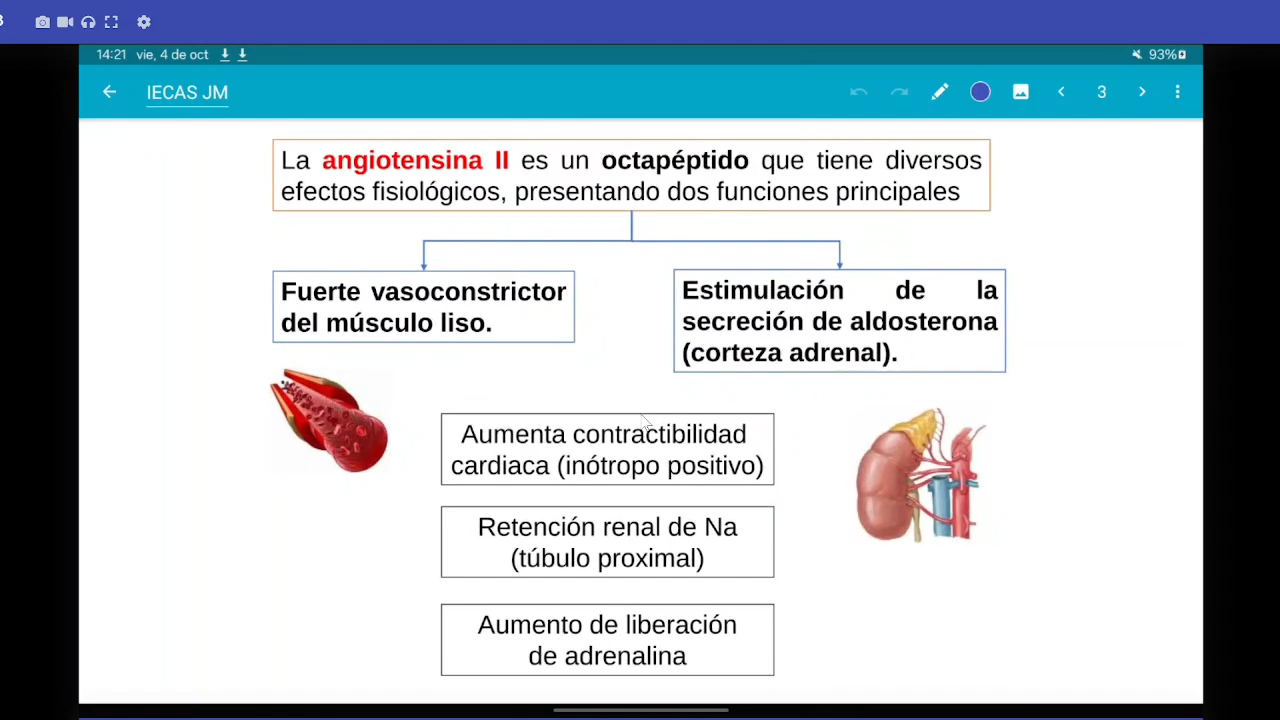 3
14:21 vie, 4 de oct
93%
IECAS JM
3
La angiotensina II es un octapéptido que tiene diversos
efectos fisiológicos, presentando dos funciones principales
Fuerte vasoconstrictor
del músculo liso.
Estimulación de la
secreción de aldosterona
(corteza adrenal).
Aumenta contractibilidad
cardiaca (inótropo positivo)
Retención renal de Na
(túbulo proximal)
Aumento de liberación
de adrenalina